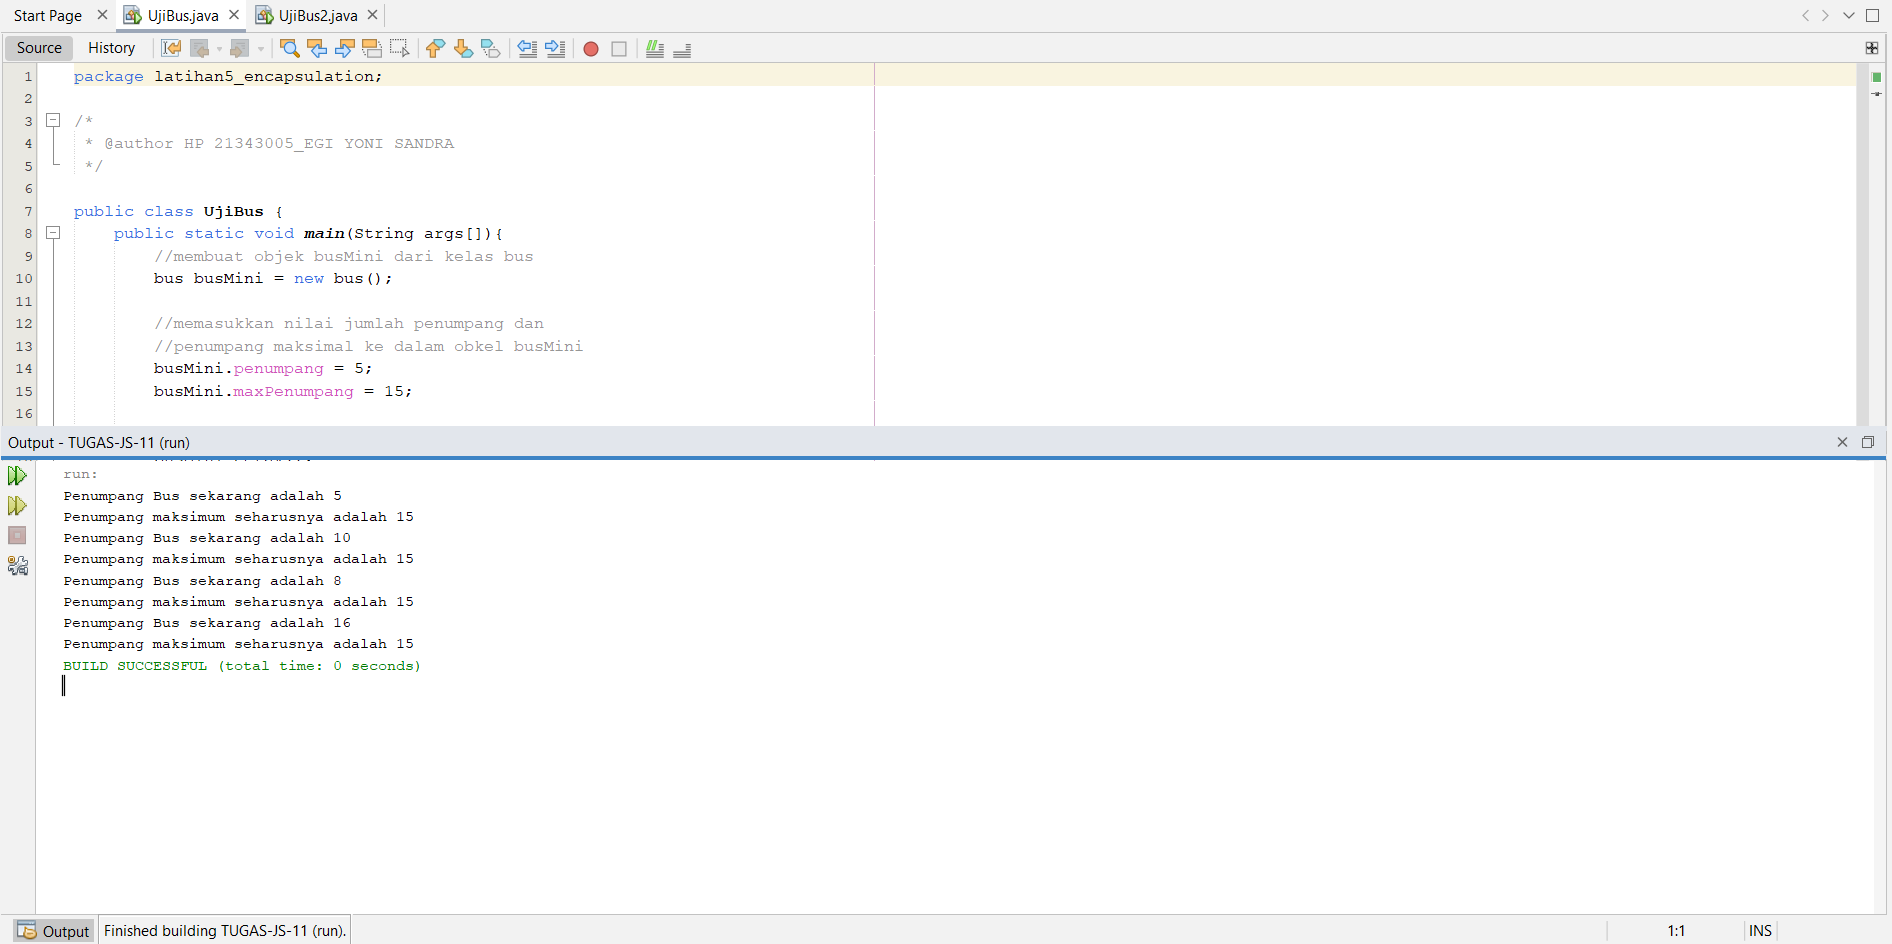 Start Page
UjiBus.java
UjiBus2.java
Source
History
1 package latihan5_encapsulation;
2
3 /*
4 * @author HP 21343005_EGI YONI SANDRA
5 */
6
7 public class UjiBus {
8 public static void main(String args[]){
9 //membuat objek busMini dari kelas bus
10 bus busMini = new bus();
11
12 //memasukkan nilai jumlah penumpang dan
13 //penumpang maksimal ke dalam obkel busMini
14 busMini.penumpang = 5;
15 busMini.maxPenumpang = 15;
16
Output - TUGAS-JS-11 (run)
run:
Penumpang Bus sekarang adalah 5
Penumpang maksimum seharusnya adalah 15
Penumpang Bus sekarang adalah 10
Penumpang maksimum seharusnya adalah 15
Penumpang Bus sekarang adalah 8
Penumpang maksimum seharusnya adalah 15
Penumpang Bus sekarang adalah 16
Penumpang maksimum seharusnya adalah 15
BUILD SUCCESSFUL (total time: 0 seconds)
Output
Finished building TUGAS-JS-11 (run).
1:1
INS